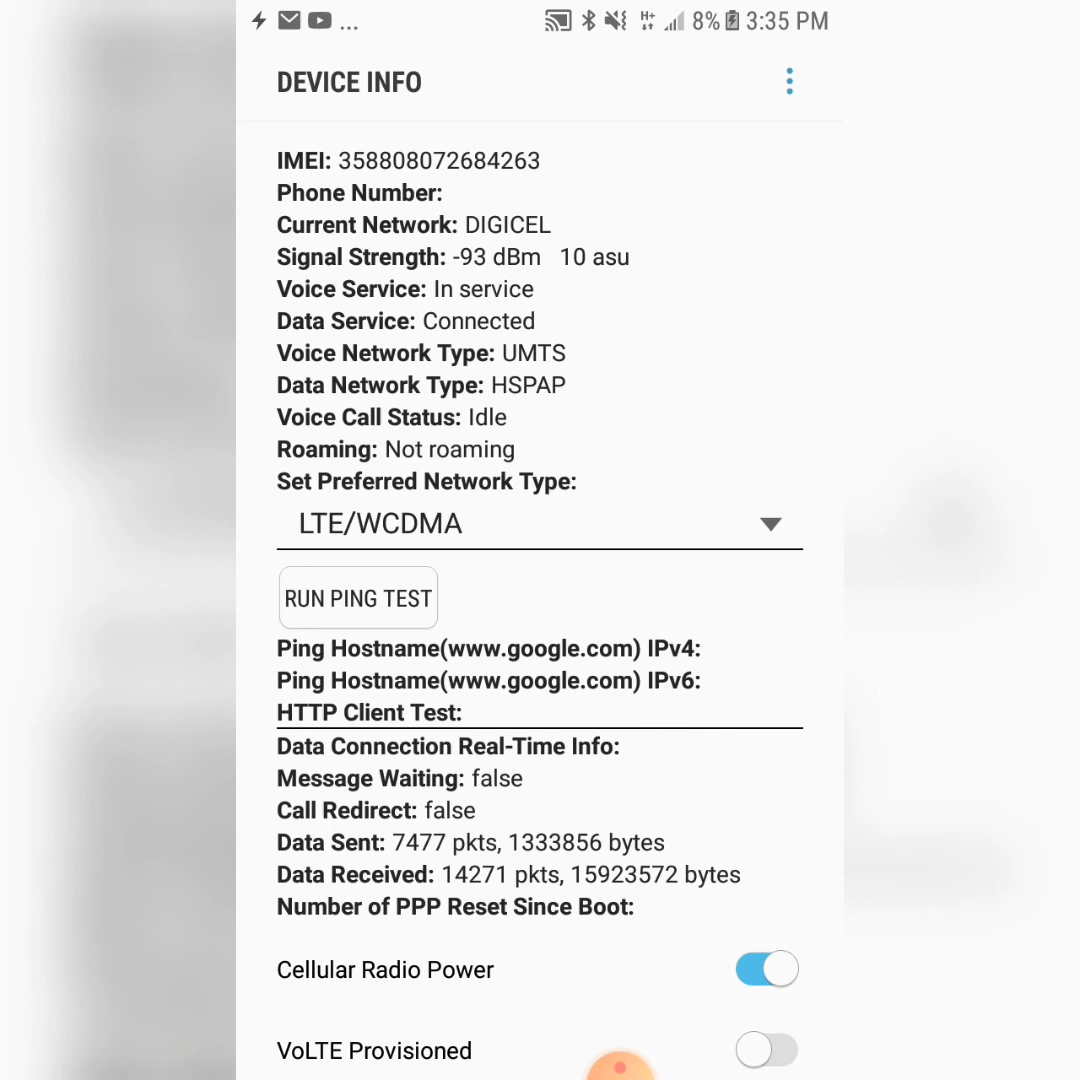 ... H+ 8% 3:35 PM
DEVICE INFO
IMEI: 358808072684263
Phone Number:
Current Network: DIGICEL
Signal Strength: -93 dBm 10 asu
Voice Service: In service
Data Service: Connected
Voice Network Type: UMTS
Data Network Type: HSPAP
Voice Call Status: Idle
Roaming: Not roaming
Set Preferred Network Type:
LTE/WCDMA
RUN PING TEST
Ping Hostname(www.google.com) IPv4:
Ping Hostname(www.google.com) IPv6:
HTTP Client Test:
Data Connection Real-Time Info:
Message Waiting: false
Call Redirect: false
Data Sent: 7477 pkts, 1333856 bytes
Data Received: 14271 pkts, 15923572 bytes
Number of PPP Reset Since Boot:
Cellular Radio Power
VoLTE Provisioned